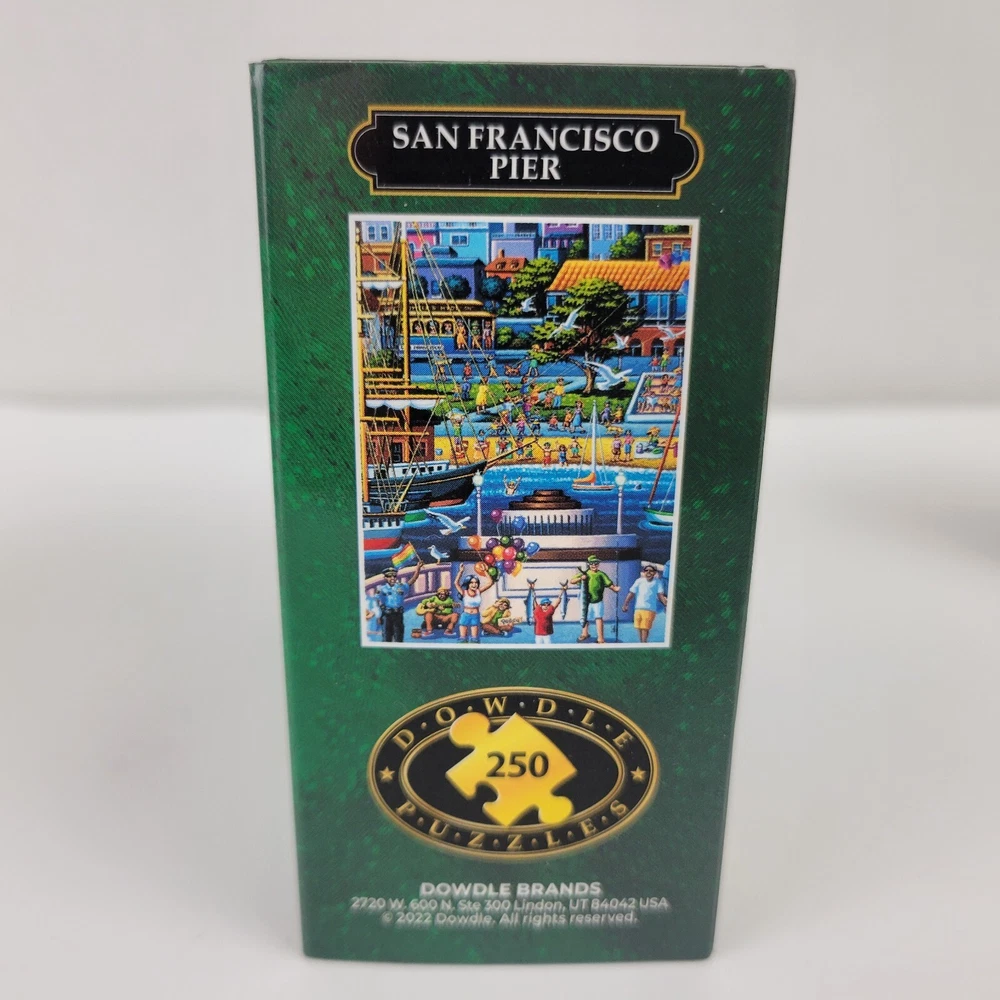 SAN FRANCISCO
PIER
DOWDLE
250
PUZZLES
DOWDLE BRANDS
2720 W. 600 N. Ste 300 Lindon, UT 84042 USA
© 2022 Dowdle. All rights reserved.